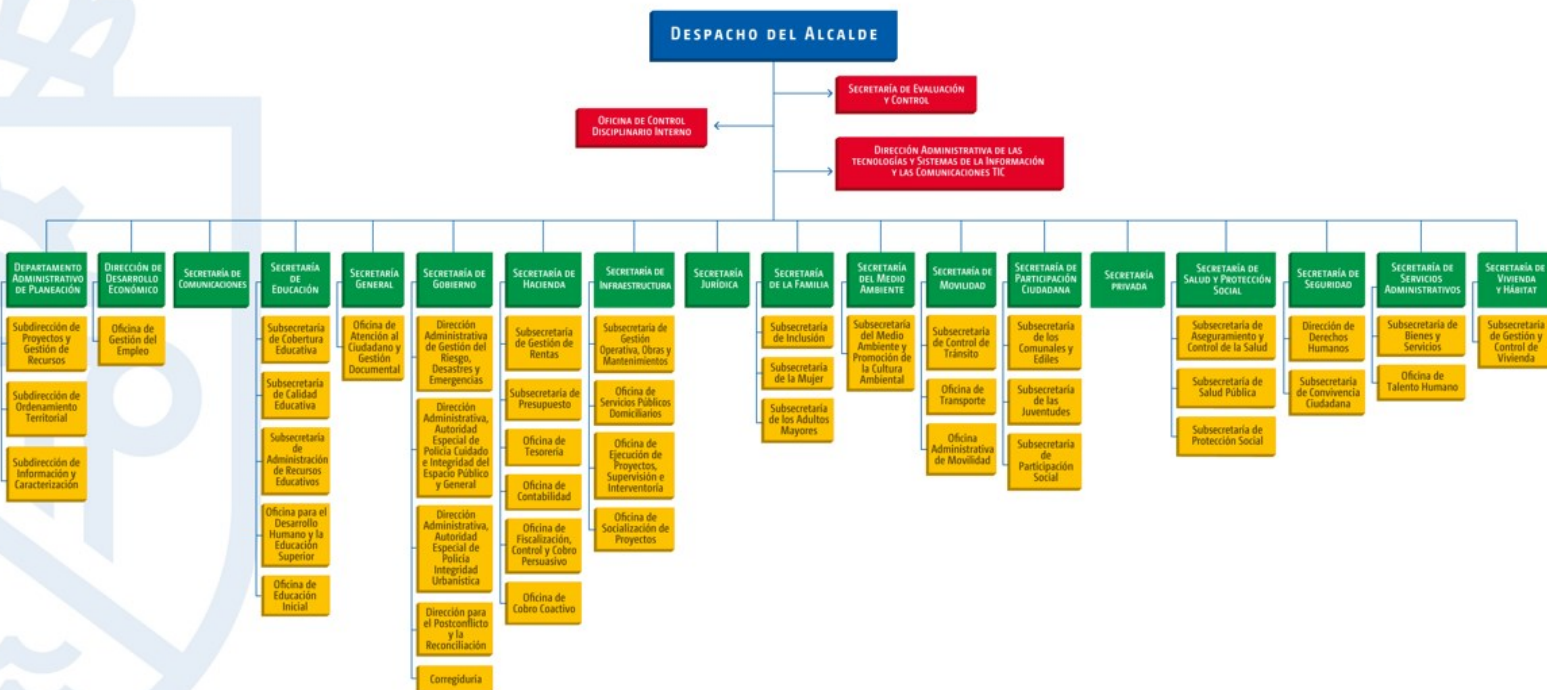 DESPACHO DEL ALCALDE
SECRETARÍA DE EVALUACIÓN
Y CONTROL
OFICINA DE CONTROL
DISCIPLINARIO INTERNO
DIRECCIÓN ADMINISTRATIVA DE LAS
TECNOLOGÍAS Y SISTEMAS DE LA INFORMACIÓN
Y LAS COMUNICACIONES TIC
DEPARTAMENTO
ADMINISTRATIVO
DE PLANEACIÓN
Subdirección de
Proyectos y
Gestión de
Recursos
Subdirección de
Ordenamiento
Territorial
Subdirección de
Información y
Caracterización
DIRECCIÓN DE
DESARROLLO
ECONÓMICO
Oficina de
Gestión del
Empleo
SECRETARÍA DE
COMUNICACIONES
SECRETARÍA
DE
EDUCACIÓN
Subsecretaría
de Cobertura
Educativa
Subsecretaría
de Calidad
Educativa
Subsecretaría
de
Administración
de Recursos
Educativos
Oficina para el
Desarrollo
Humano y la
Educación
Superior
Oficina de
Educación
Inicial
SECRETARÍA
GENERAL
Oficina de
Atención al
Ciudadano y
Gestión
Documental
SECRETARÍA DE
GOBIERNO
Dirección
Administrativa
de Gestión del
Riesgo,
Desastres y
Emergencias
Dirección
Administrativa,
Autoridad
Especial de
Policía Cuidado
e Integridad del
Espacio Público
y General
Dirección
Administrativa,
Autoridad
Especial de
Policía
Integridad
Urbanística
Dirección para
el Postconflicto
y la
Reconciliación
Corregiduría
SECRETARÍA DE
HACIENDA
Subsecretaría
de Gestión de
Rentas
Subsecretaría de
Presupuesto
Oficina de
Tesorería
Oficina de
Contabilidad
Oficina de
Fiscalización,
Control y Cobro
Persuasivo
Oficina de
Cobro Coactivo
SECRETARÍA DE
INFRAESTRUCTURA
Subsecretaría de
Gestión
Operativa, Obras y
Mantenimientos
Oficina de
Servicios Públicos
Domiciliarios
Oficina de
Ejecución de
Proyectos,
Supervisión e
Interventoría
Oficina de
Socialización de
Proyectos
SECRETARÍA
JURÍDICA
SECRETARÍA
DE LA FAMILIA
Subsecretaría
de Inclusión
Subsecretaría
de la Mujer
Subsecretaría
de los Adultos
Mayores
SECRETARÍA
DEL MEDIO
AMBIENTE
Subsecretaría
del Medio
Ambiente y
Promoción de
la Cultura
Ambiental
SECRETARÍA DE
MOVILIDAD
Subsecretaría
de Control de
Tránsito
Oficina de
Transporte
Oficina
Administrativa
de Movilidad
SECRETARÍA DE
PARTICIPACIÓN
CIUDADANA
Subsecretaría
de los
Comunales y
Ediles
Subsecretaría
de las
Juventudes
Subsecretaría
de
Participación
Social
SECRETARÍA
PRIVADA
SECRETARÍA DE
SALUD Y PROTECCIÓN
SOCIAL
Subsecretaría de
Aseguramiento y
Control de la Salud
Subsecretaría de
Salud Pública
Subsecretaría de
Protección Social
SECRETARÍA DE
SEGURIDAD
Dirección de
Derechos
Humanos
Subsecretaría
de Convivencia
Ciudadana
SECRETARÍA DE
SERVICIOS
ADMINISTRATIVOS
Subsecretaría de
Bienes y
Servicios
Oficina de
Talento Humano
SECRETARÍA DE
VIVIENDA
Y HÁBITAT
Subsecretaría
de Gestión y
Control de
Vivienda